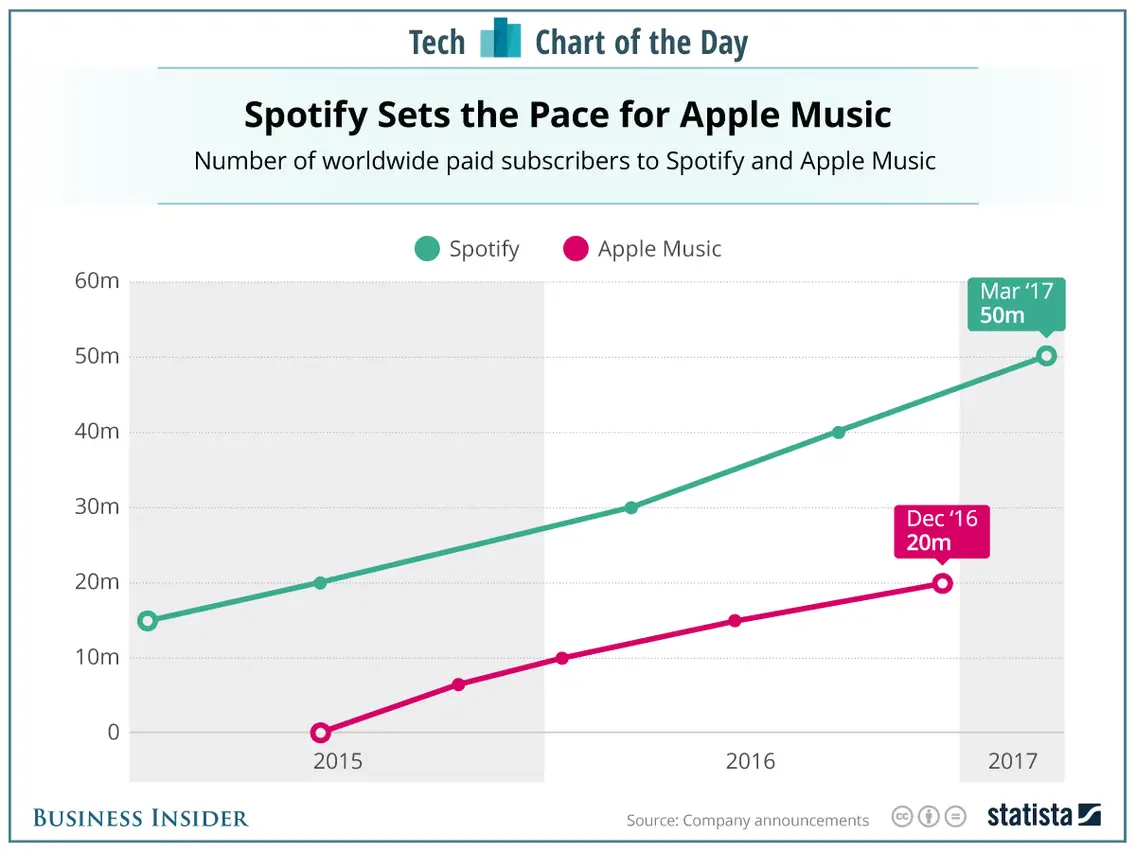 Tech Chart of the Day
Spotify Sets the Pace for Apple Music
Number of worldwide paid subscribers to Spotify and Apple Music
Spotify
Apple Music
60m
50m
40m
30m
20m
10m
0
Mar ‘17
50m
Dec ‘16
20m
2015
2016
2017
BUSINESS INSIDER
Source: Company announcements
cc
=
statista